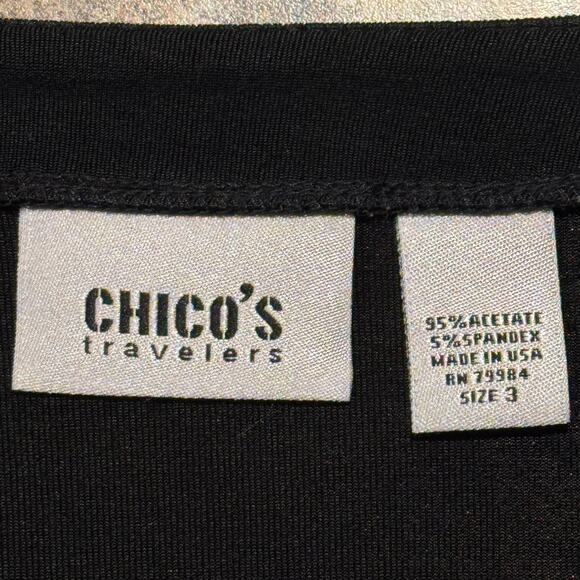 CHICO'S
travelers
95% ACETATE
5% SPANDEX
MADE IN USA
RN 79984
SIZE 3